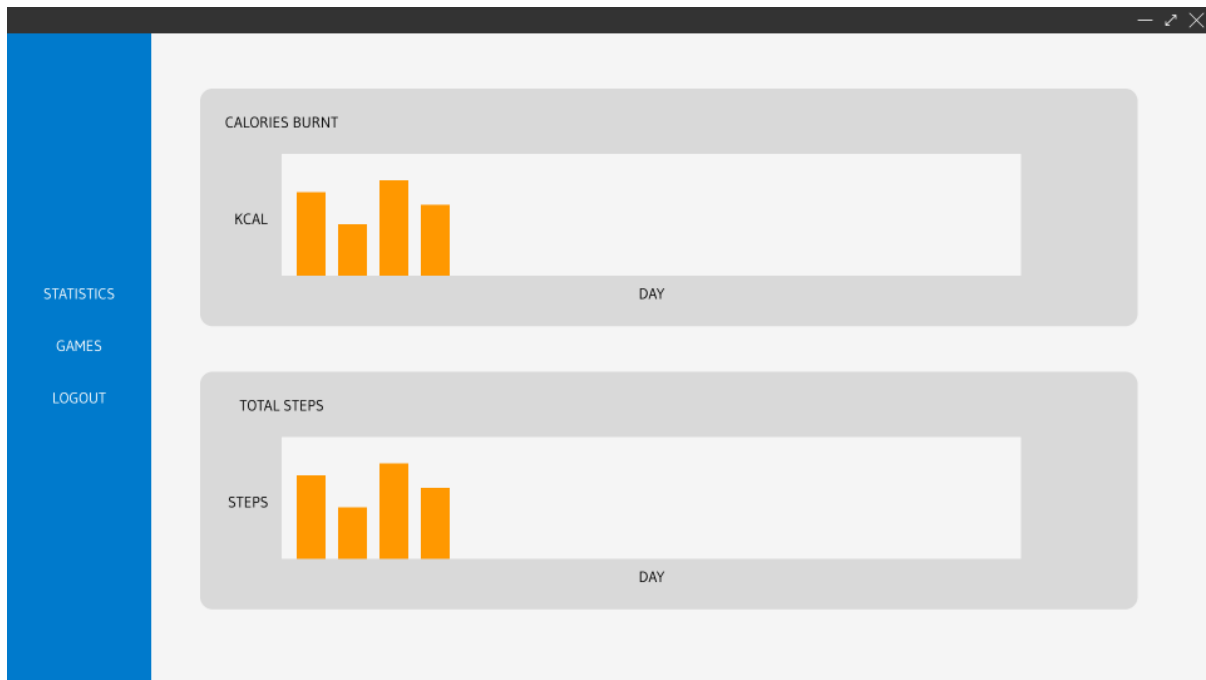 STATISTICS
GAMES
LOGOUT
CALORIES BURNT
KCAL
DAY
TOTAL STEPS
STEPS
DAY